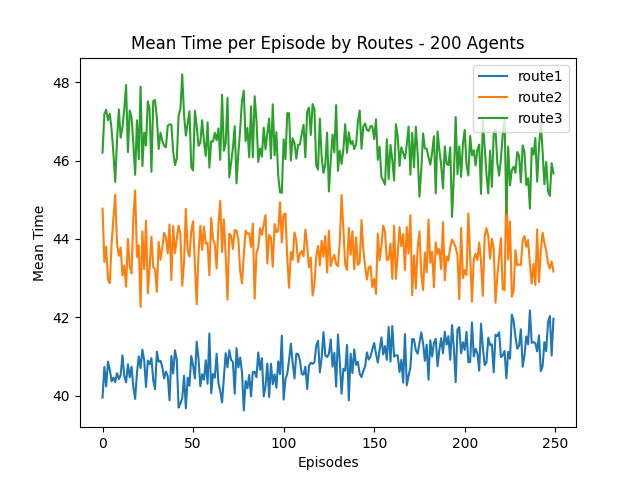 Mean Time per Episode by Routes - 200 Agents
route1
route2
route3
48
46
44
42
40
Mean Time
0
50
100
150
200
250
Episodes